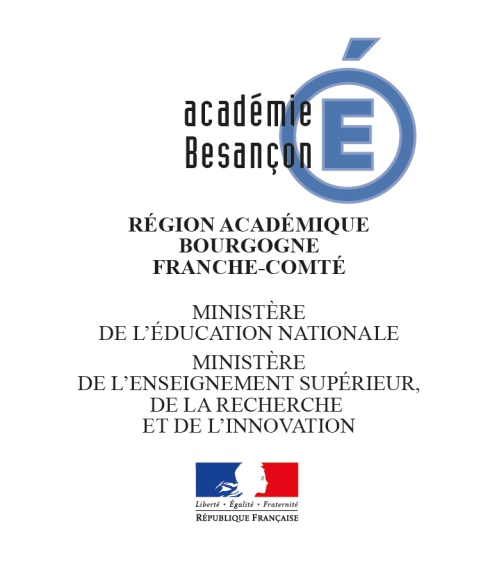 académie
Besançon
É
RÉGION ACADÉMIQUE
BOURGOGNE
FRANCHE-COMTÉ
MINISTÈRE
DE L’ÉDUCATION NATIONALE
MINISTÈRE
DE L’ENSEIGNEMENT SUPÉRIEUR,
DE LA RECHERCHE
ET DE L’INNOVATION
Liberté • Égalité • Fraternité
RÉPUBLIQUE FRANÇAISE